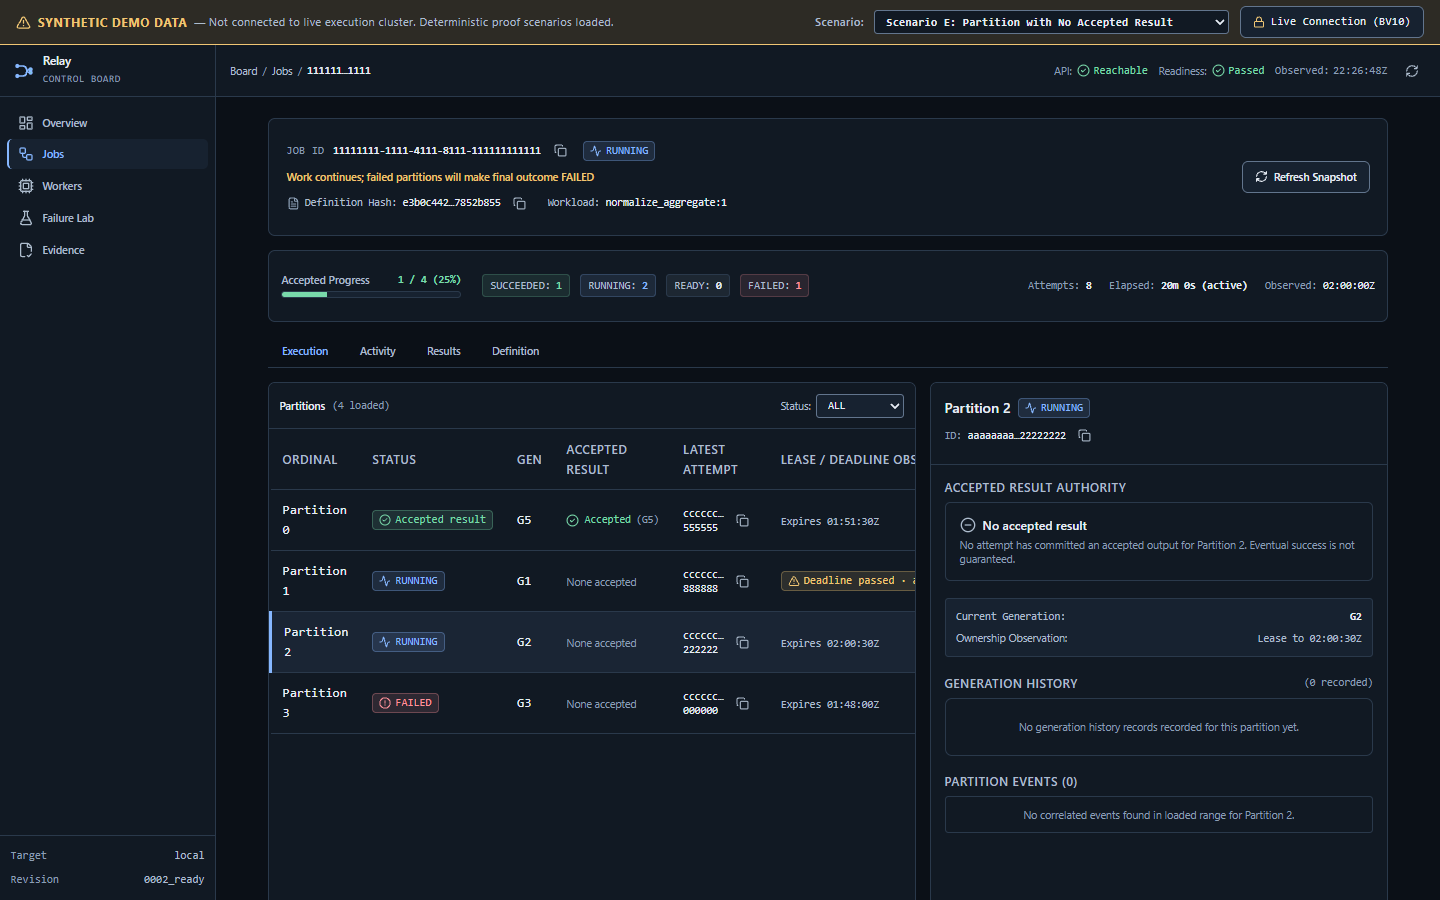 SYNTHETIC DEMO DATA — Not connected to live execution cluster. Deterministic proof scenarios loaded.
Scenario: Scenario E: Partition with No Accepted Result
Live Connection (BV10)
Relay
CONTROL BOARD
Board / Jobs / 111111…1111
API: Reachable Readiness: Passed Observed: 22:26:48Z
Overview
Jobs
Workers
Failure Lab
Evidence
JOB ID 11111111-1111-4111-8111-111111111111 RUNNING
Work continues; failed partitions will make final outcome FAILED
Definition Hash: e3b0c442…7852b855 Workload: normalize_aggregate:1
Refresh Snapshot
Accepted Progress 1 / 4 (25%)
SUCCEEDED: 1 RUNNING: 2 READY: 0 FAILED: 1
Attempts: 8 Elapsed: 20m 0s (active) Observed: 02:00:00Z
Execution Activity Results Definition
Partitions (4 loaded)
Status: ALL
ORDINAL STATUS GEN ACCEPTED RESULT LATEST ATTEMPT LEASE / DEADLINE OBS
Partition 0 Accepted result G5 Accepted (G5) cccccc…555555 Expires 01:51:30Z
Partition 1 RUNNING G1 None accepted cccccc…888888 Deadline passed ·
Partition 2 RUNNING G2 None accepted cccccc…222222 Expires 02:00:30Z
Partition 3 FAILED G3 None accepted cccccc…000000 Expires 01:48:00Z
Partition 2 RUNNING
ID: aaaaaaaa…22222222
ACCEPTED RESULT AUTHORITY
No accepted result
No attempt has committed an accepted output for Partition 2. Eventual success is not
guaranteed.
Current Generation: G2
Ownership Observation: Lease to 02:00:30Z
GENERATION HISTORY (0 recorded)
No generation history records recorded for this partition yet.
PARTITION EVENTS (0)
No correlated events found in loaded range for Partition 2.
Target local
Revision 0002_ready